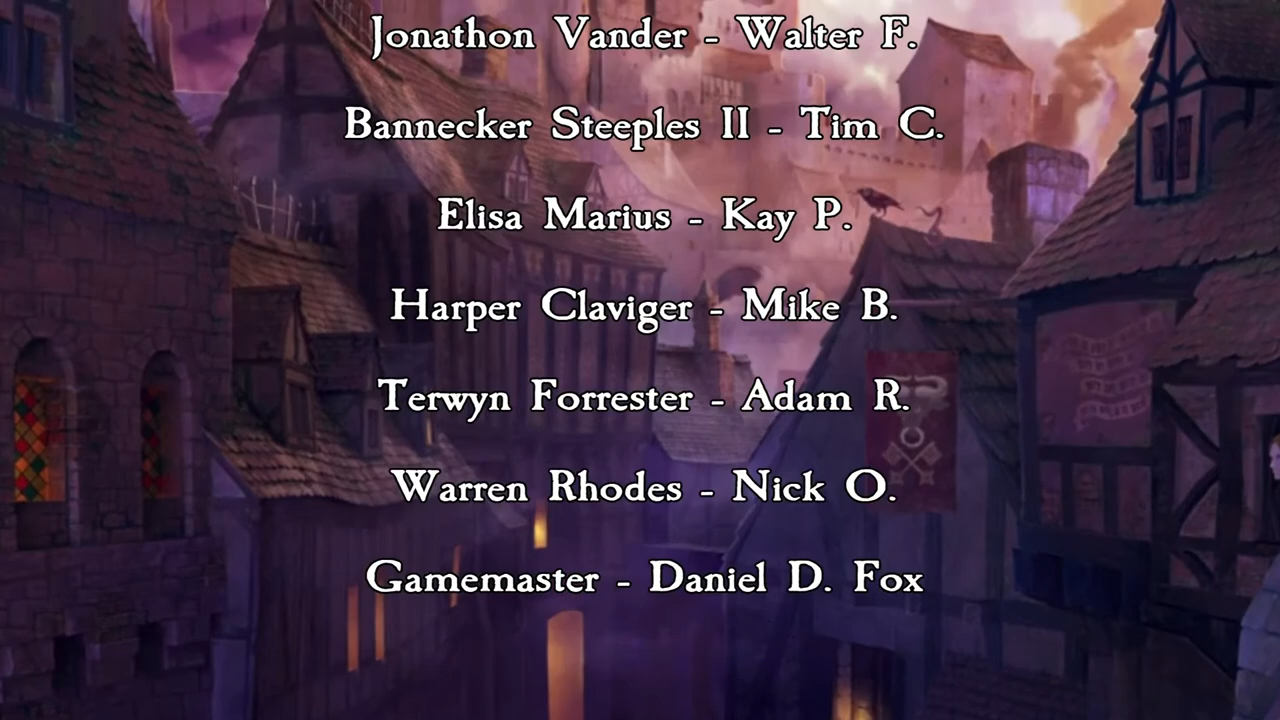 Jonathon Vander - Walter F.
Bannecker Steeples II - Tim C.
Elisa Marius - Kay P.
Harper Claviger - Mike B.
Terwyn Forrester - Adam R.
Warren Rhodes - Nick O.
Gamemaster - Daniel D. Fox